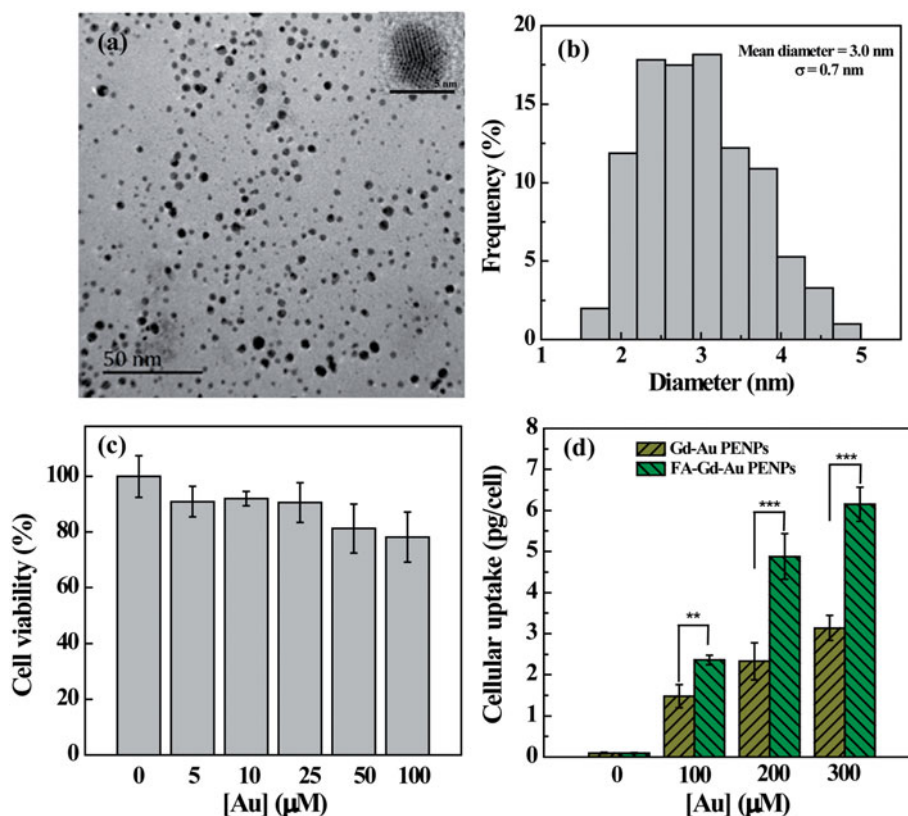 (a)
5 nm
50 nm
(b)
Mean diameter = 3.0 nm
σ = 0.7 nm
Frequency (%)
20
15
10
5
0
1 2 3 4 5
Diameter (nm)
(c)
Cell viability (%)
100
80
60
40
20
0
0 5 10 25 50 100
[Au] (μM)
(d)
Gd-Au PENPs
FA-Gd-Au PENPs
Cellular uptake (pg/cell)
8
7
6
5
4
3
2
1
0
**
***
***
0 100 200 300
[Au] (μM)